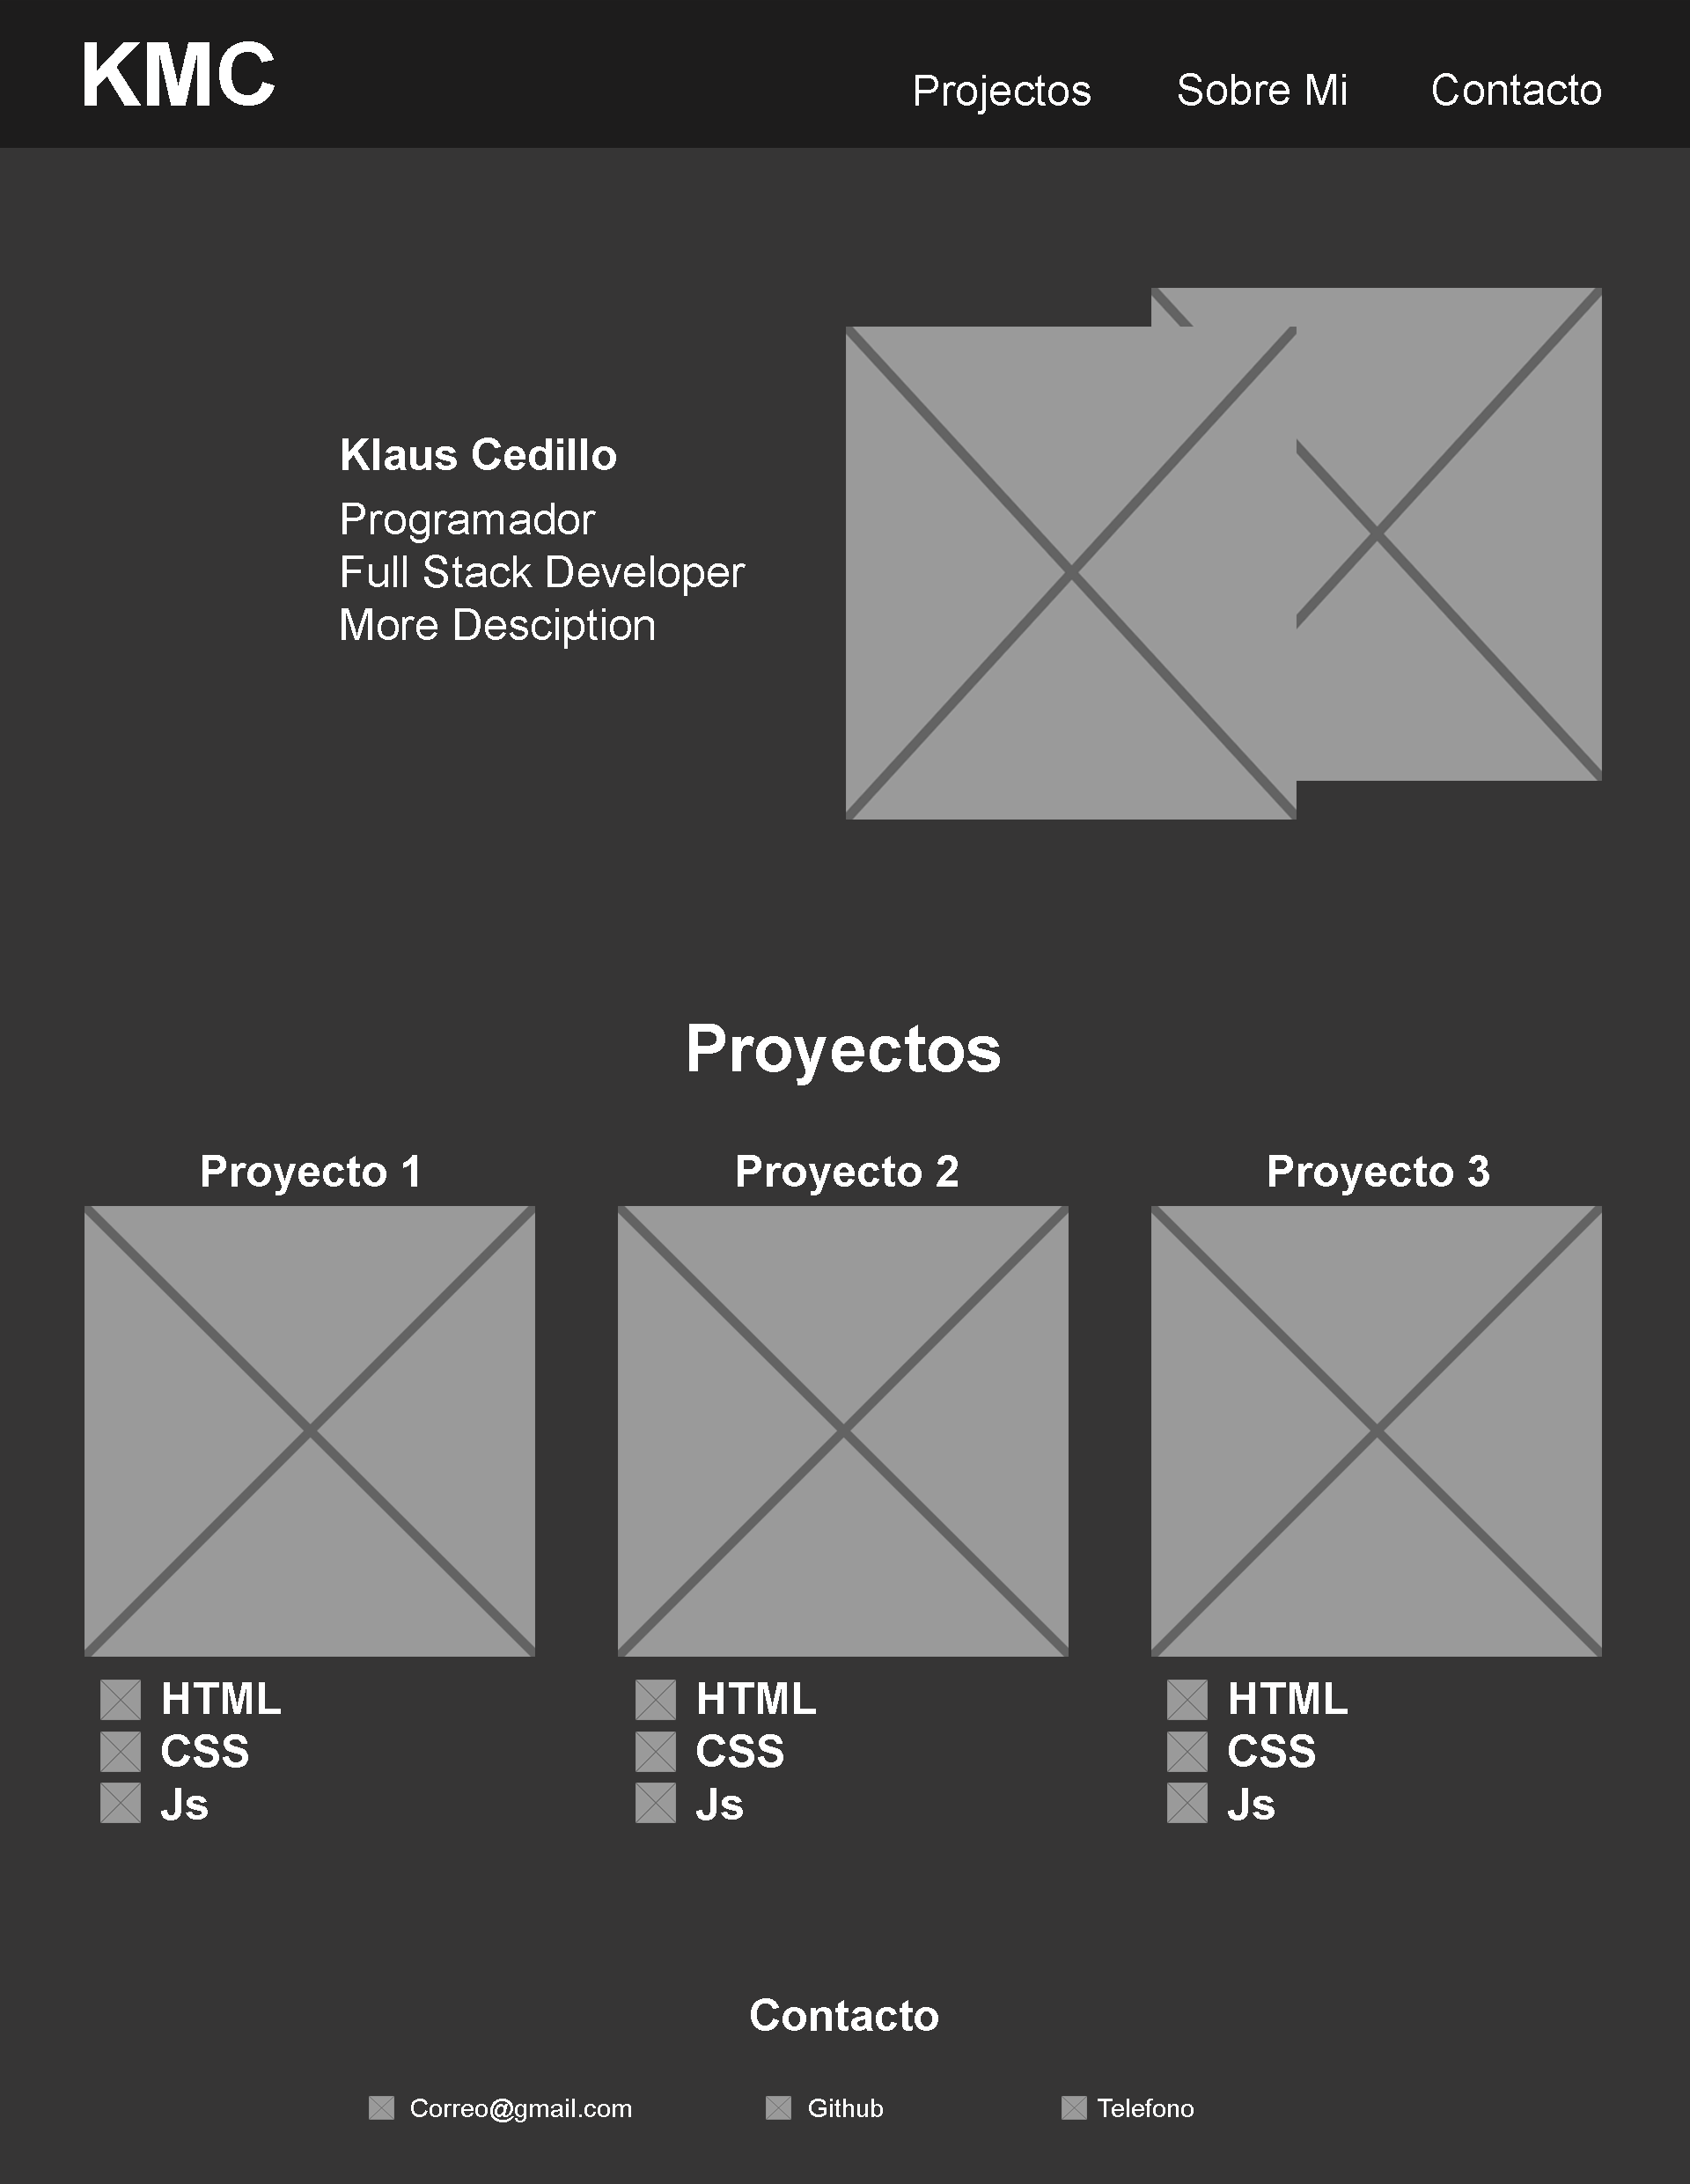 KMC
Projectos Sobre Mi Contacto
Klaus Cedillo
Programador
Full Stack Developer
More Desciption
Proyectos
Proyecto 1 Proyecto 2 Proyecto 3
HTML HTML HTML
CSS CSS CSS
Js Js Js
Contacto
Correo@gmail.com Github Telefono